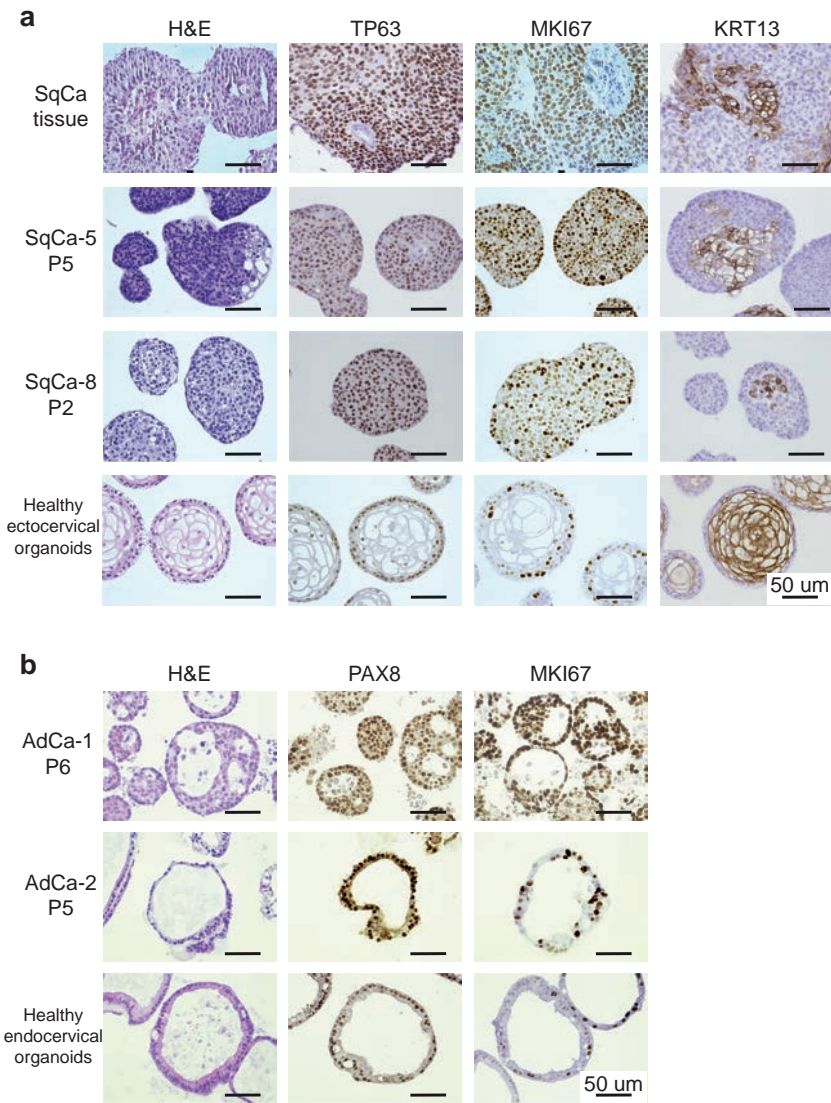 a
H&E
TP63
MKI67
KRT13
SqCa
tissue
SqCa-5
P5
SqCa-8
P2
Healthy
ectocervical
organoids
50 um
b
H&E
PAX8
MKI67
AdCa-1
P6
AdCa-2
P5
Healthy
endocervical
organoids
50 um